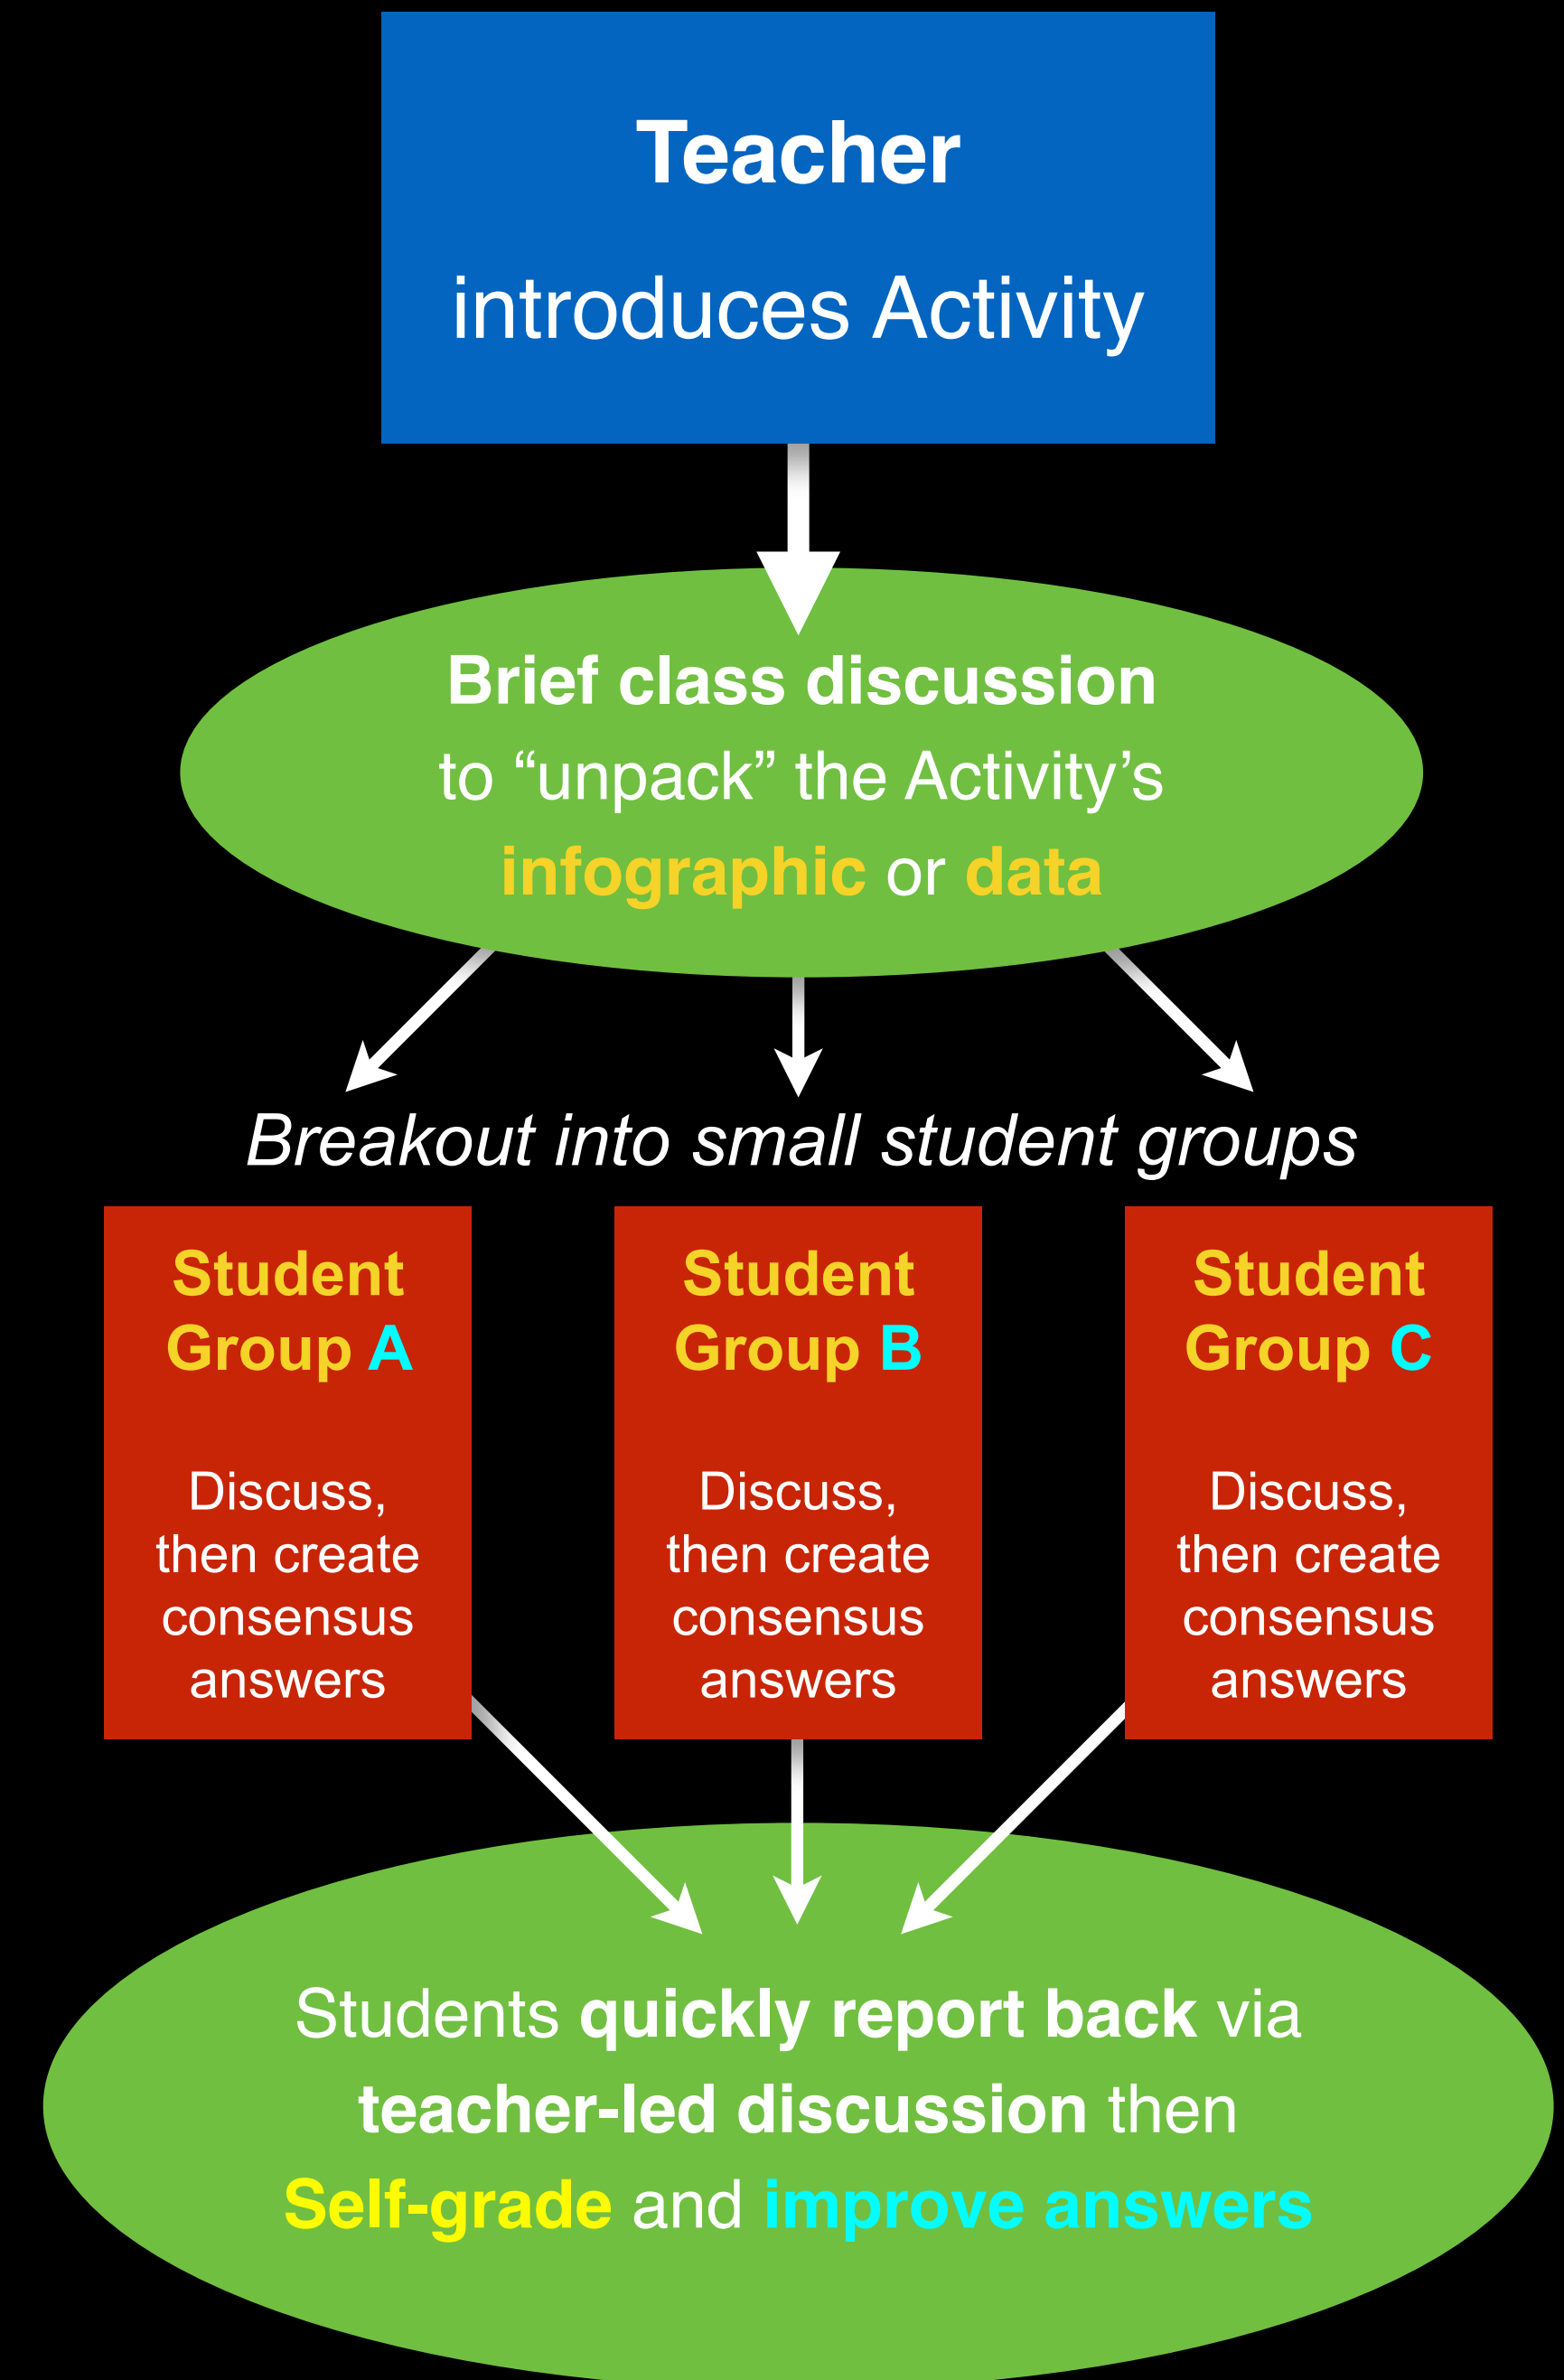 Teacher
introduces Activity
Brief class discussion
to “unpack” the Activity’s
infographic or data
Breakout into small student groups
Student
Group A
Discuss,
then create
consensus
answers
Student
Group B
Discuss,
then create
consensus
answers
Student
Group C
Discuss,
then create
consensus
answers
Students quickly report back via
teacher-led discussion then
Self-grade and improve answers